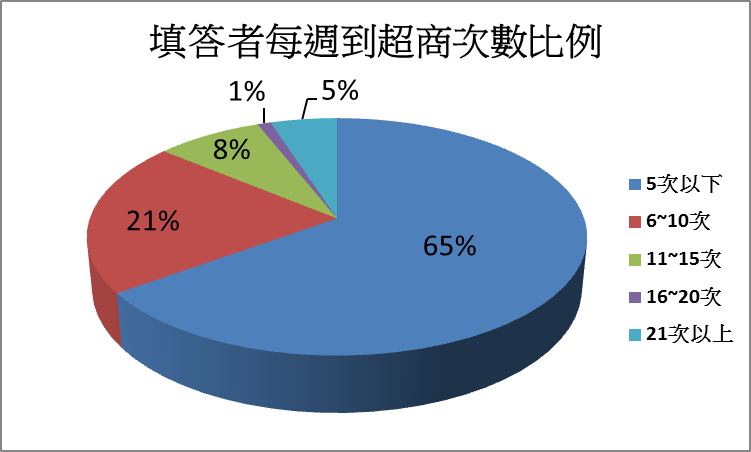 填答者每週到超商次數比例
1%
5%
8%
21%
65%
5次以下
6~10次
11~15次
16~20次
21次以上